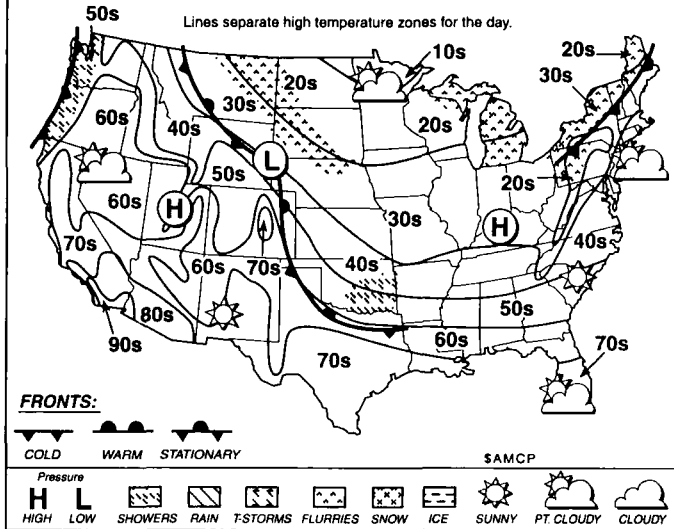 Lines separate high temperature zones for the day.
50s
10s
20s
30s
60s
40s
30s
20s
20s
50s
20s
60s
30s
40s
70s
60s
70s
40s
50s
80s
60s
90s
70s
70s
L
H
H
FRONTS:
COLD WARM STATIONARY
$AMCP
Pressure
H L
HIGH LOW SHOWERS RAIN T-STORMS FLURRIES SNOW ICE SUNNY PT. CLOUDY CLOUDY